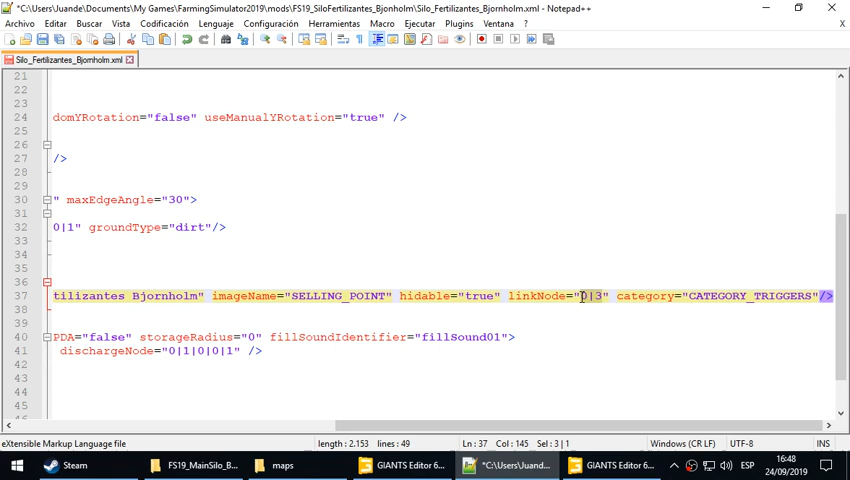 *C:\Users\Juande\Documents\My Games\FarmingSimulator2019\mods\FS19_SiloFertilizantes_Bjornholm\Silo_Fertilizantes_Bjornholm.xml - Notepad++
Archivo Editar Buscar Vista Codificación Lenguaje Configuración Herramientas Macro Ejecutar Plugins Ventana ? X
Silo_Fertilizantes_Bjornholm.xml
21
22
23
24 domYRotation="false" useManualYRotation="true" />
25
26
27 />
28
29
30 " maxEdgeAngle="30">
31
32 0|1" groundType="dirt"/>
33
34
35
36
37 tilizantes Bjornholm" imageName="SELLING_POINT" hidable="true" linkNode="0|3" category="CATEGORY_TRIGGERS"/>
38
39
40 PDA="false" storageRadius="0" fillSoundIdentifier="fillSound01">
41 dischargeNode="0|1|0|0|1" />
42
43
44
45
46
eXtensible Markup Language file length : 2.153 lines : 49 Ln : 37 Col : 145 Sel : 3 | 1 Windows (CR LF) UTF-8 INS
Steam FS19_MainSilo_B... maps GIANTS Editor 6... *C:\Users\Juand... GIANTS Editor 6... ESP 16:48
24/09/2019